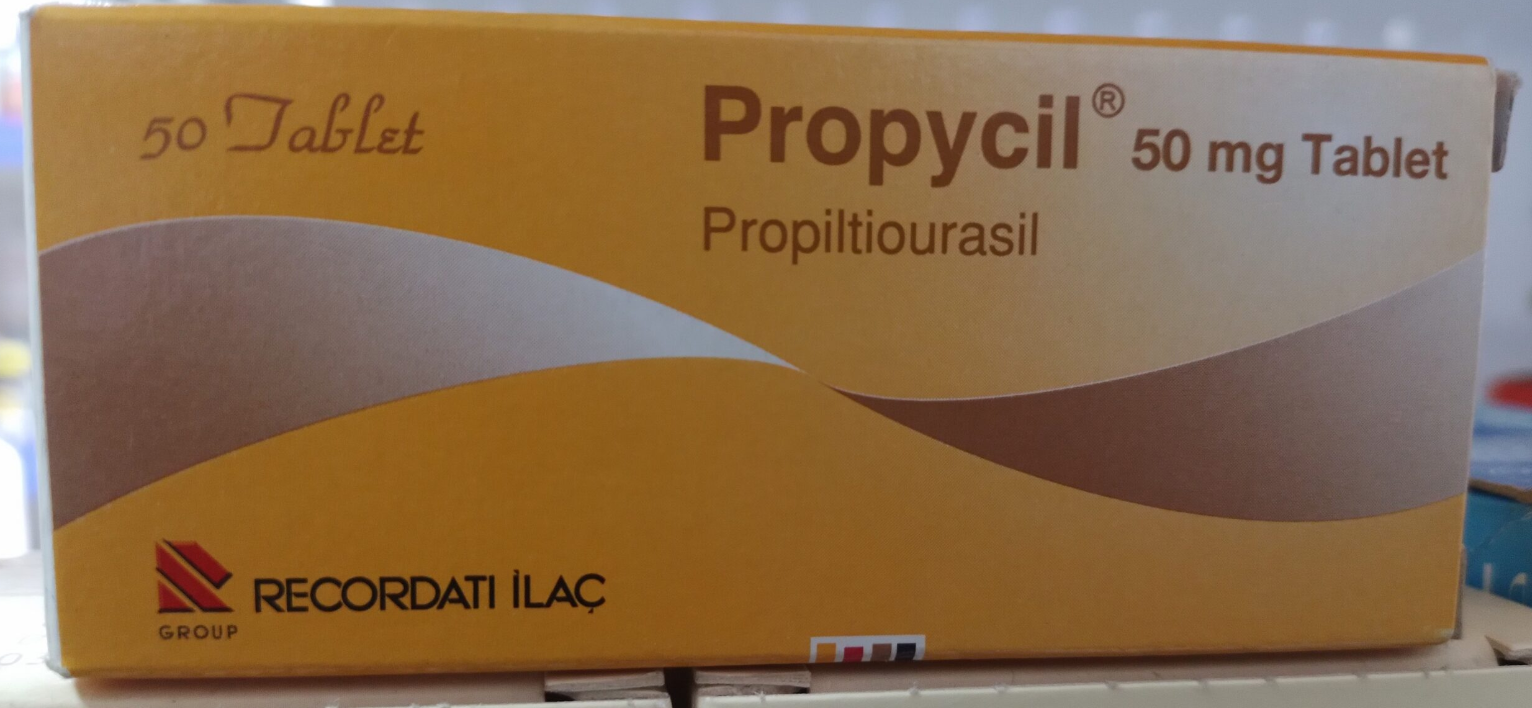 50 Tablet
Propycil® 50 mg Tablet
Propiltiourasil
RECORDATI İLAÇ
GROUP